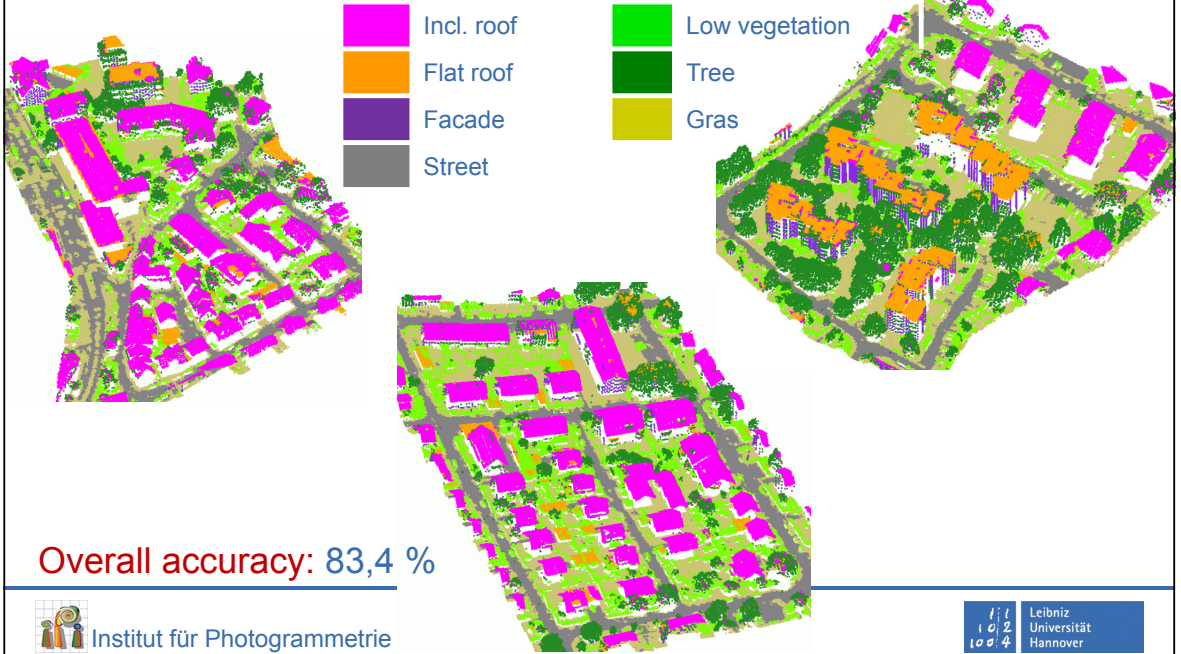 Incl. roof
Flat roof
Facade
Street
Low vegetation
Tree
Gras
Overall accuracy: 83,4 %
Institut für Photogrammetrie
Leibniz
Universität
Hannover